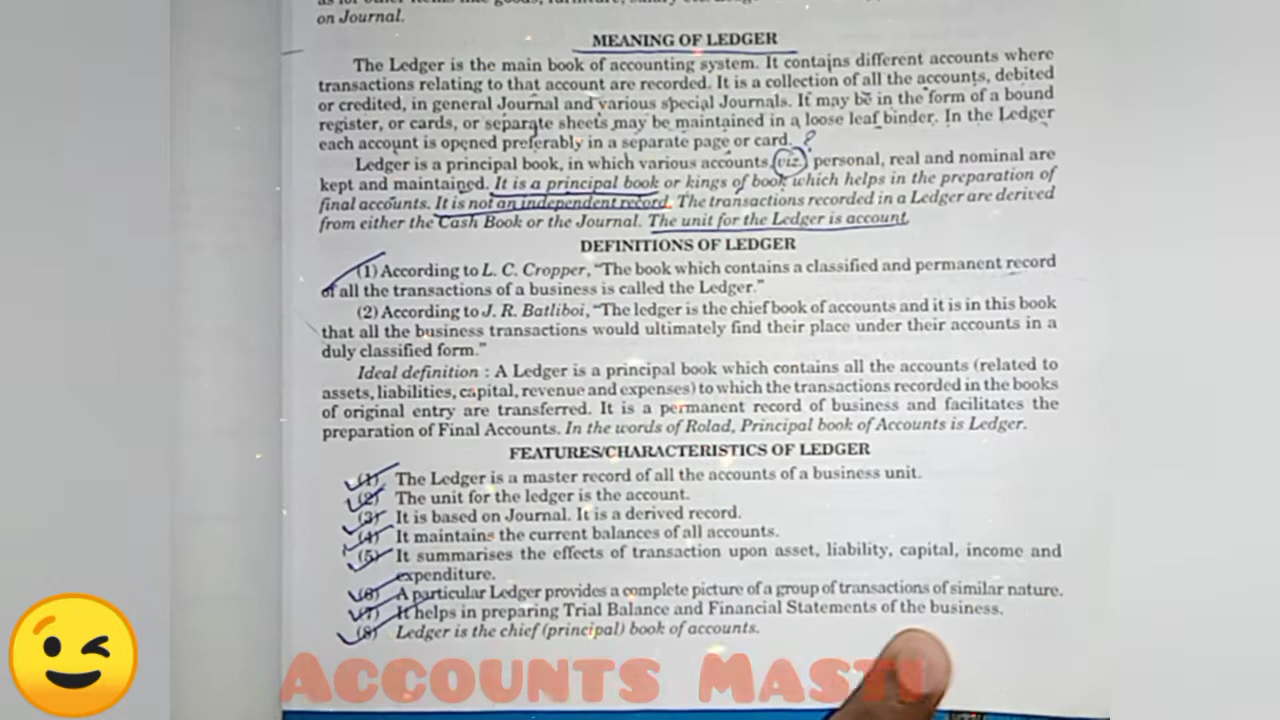 on Journal.
MEANING OF LEDGER
The Ledger is the main book of accounting system. It contains different accounts where
transactions relating to that account are recorded. It is a collection of all the accounts, debited
or credited, in general Journal and various special Journals. It may be in the form of a bound
register, or cards, or separate sheets may be maintained in a loose leaf binder. In the Ledger
each account is opened preferably in a separate page or card. ?
Ledger is a principal book, in which various accounts viz. personal, real and nominal are
kept and maintained. It is a principal book or kings of book which helps in the preparation of
final accounts. It is not an independent record. The transactions recorded in a Ledger are derived
from either the Cash Book or the Journal. The unit for the Ledger is account.
DEFINITIONS OF LEDGER
(1) According to L. C. Cropper, “The book which contains a classified and permanent record
of all the transactions of a business is called the Ledger.”
(2) According to J. R. Batliboi, “The ledger is the chief book of accounts and it is in this book
that all the business transactions would ultimately find their place under their accounts in a
duly classified form.”
Ideal definition : A Ledger is a principal book which contains all the accounts (related to
assets, liabilities, capital, revenue and expenses) to which the transactions recorded in the books
of original entry are transferred. It is a permanent record of business and facilitates the
preparation of Final Accounts. In the words of Rolad, Principal book of Accounts is Ledger.
FEATURES/CHARACTERISTICS OF LEDGER
(1) The Ledger is a master record of all the accounts of a business unit.
(2) The unit for the ledger is the account.
(3) It is based on Journal. It is a derived record.
(4) It maintains the current balances of all accounts.
(5) It summarises the effects of transaction upon asset, liability, capital, income and
expenditure.
(6) A particular Ledger provides a complete picture of a group of transactions of similar nature.
(7) It helps in preparing Trial Balance and Financial Statements of the business.
(8) Ledger is the chief (principal) book of accounts.
ACCOUNTS MASTI